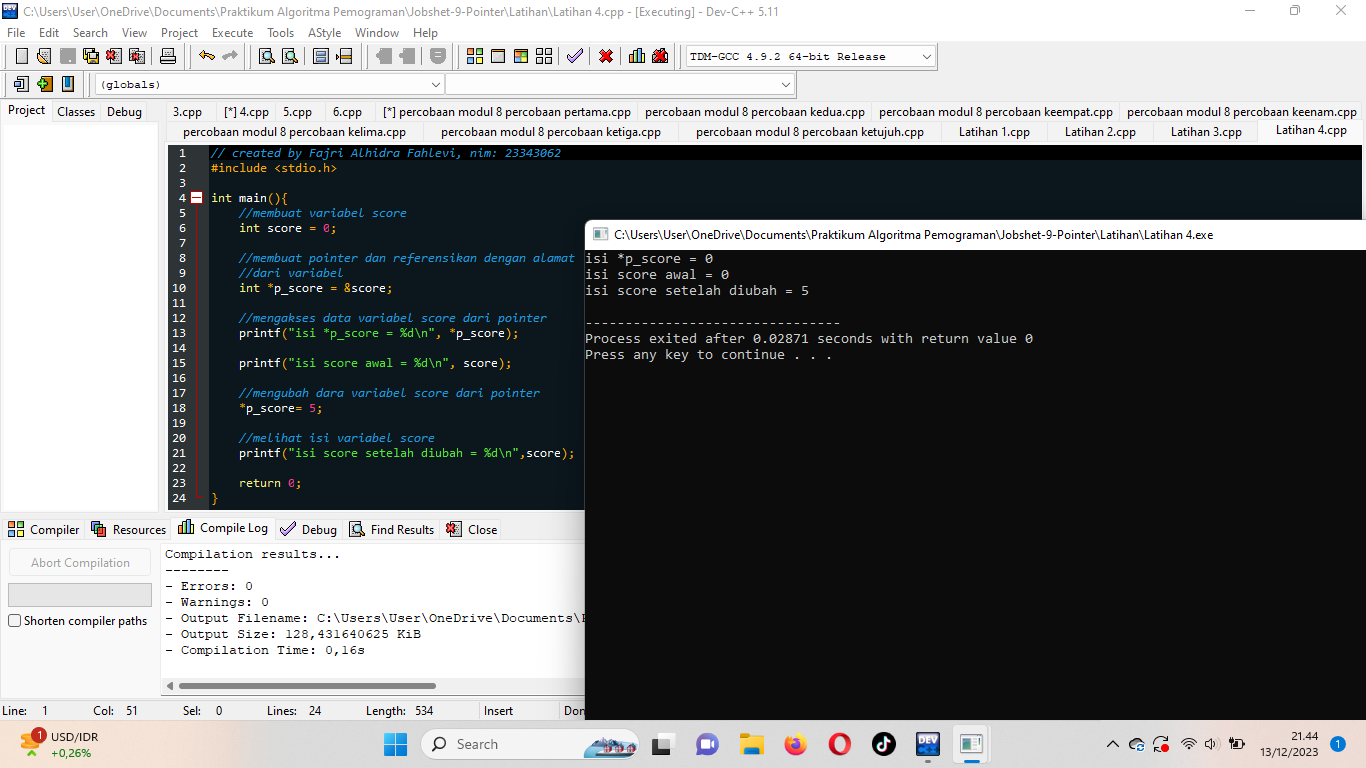 C:\Users\User\OneDrive\Documents\Praktikum Algoritma Pemograman\Jobshet-9-Pointer\Latihan\Latihan 4.cpp - [Executing] - Dev-C++ 5.11
File Edit Search View Project Execute Tools AStyle Window Help
TDM-GCC 4.9.2 64-bit Release
(globals)
Project Classes Debug
3.cpp [*] 4.cpp 5.cpp 6.cpp [*] percobaan modul 8 percobaan pertama.cpp percobaan modul 8 percobaan kedua.cpp percobaan modul 8 percobaan keempat.cpp percobaan modul 8 percobaan keenam.cpp
percobaan modul 8 percobaan kelima.cpp percobaan modul 8 percobaan ketiga.cpp percobaan modul 8 percobaan ketujuh.cpp Latihan 1.cpp Latihan 2.cpp Latihan 3.cpp Latihan 4.cpp
1 // created by Fajri Alhidra Fahlevi, nim: 23343062
2 #include <stdio.h>
3
4 int main(){
5 //membuat variabel score
6 int score = 0;
7
8 //membuat pointer dan referensikan dengan alamat
9 //dari variabel
10 int *p_score = &score;
11
12 //mengakses data variabel score dari pointer
13 printf("isi *p_score = %d\n", *p_score);
14
15 printf("isi score awal = %d\n", score);
16
17 //mengubah dara variabel score dari pointer
18 *p_score= 5;
19
20 //melihat isi variabel score
21 printf("isi score setelah diubah = %d\n",score);
22
23 return 0;
24 }
C:\Users\User\OneDrive\Documents\Praktikum Algoritma Pemograman\Jobshet-9-Pointer\Latihan\Latihan 4.exe
isi *p_score = 0
isi score awal = 0
isi score setelah diubah = 5
--------------------------------
Process exited after 0.02871 seconds with return value 0
Press any key to continue . . .
Compiler Resources Compile Log Debug Find Results Close
Abort Compilation
Shorten compiler paths
Compilation results...
--------
- Errors: 0
- Warnings: 0
- Output Filename: C:\Users\User\OneDrive\Documents\
- Output Size: 128,431640625 KiB
- Compilation Time: 0,16s
Line: 1 Col: 51 Sel: 0 Lines: 24 Length: 534 Insert Don
1
USD/IDR
+0,26%
Search
DEV
21.44
13/12/2023
1